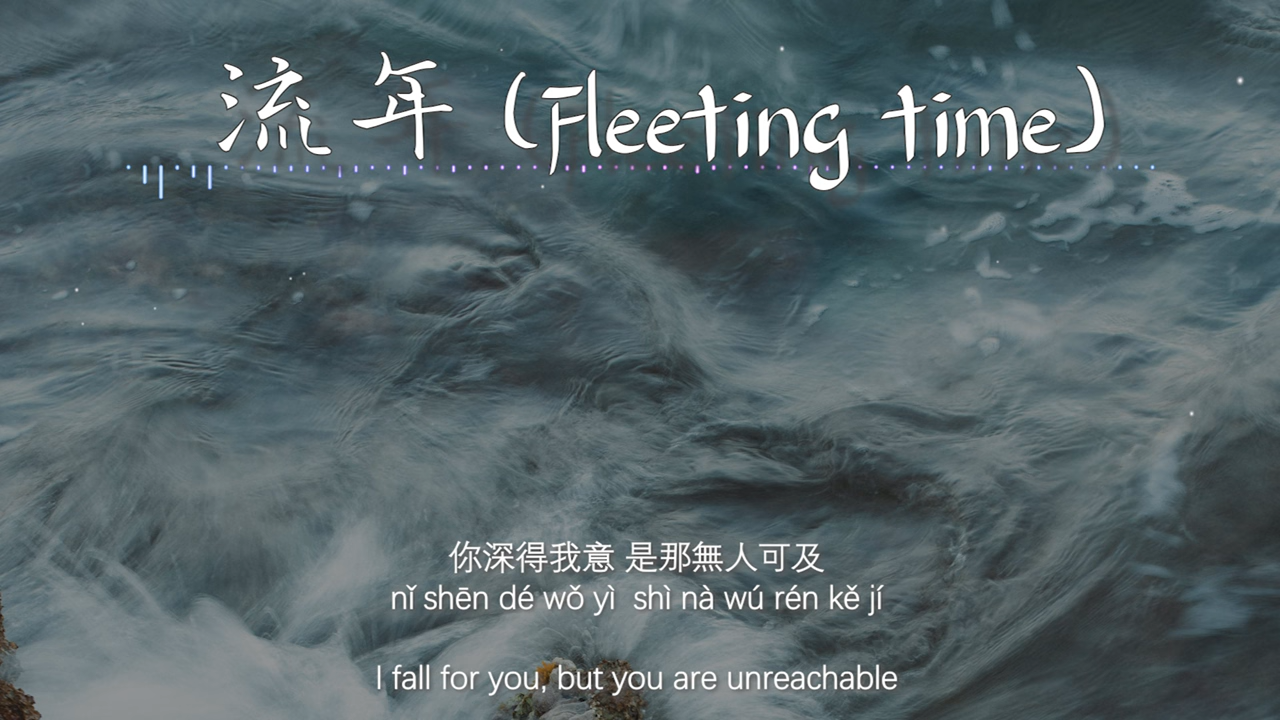 流年 (Fleeting time)
你深得我意 是那無人可及
nǐ shēn dé wǒ yì  shì nà wú rén kě jí
I fall for you, but you are unreachable